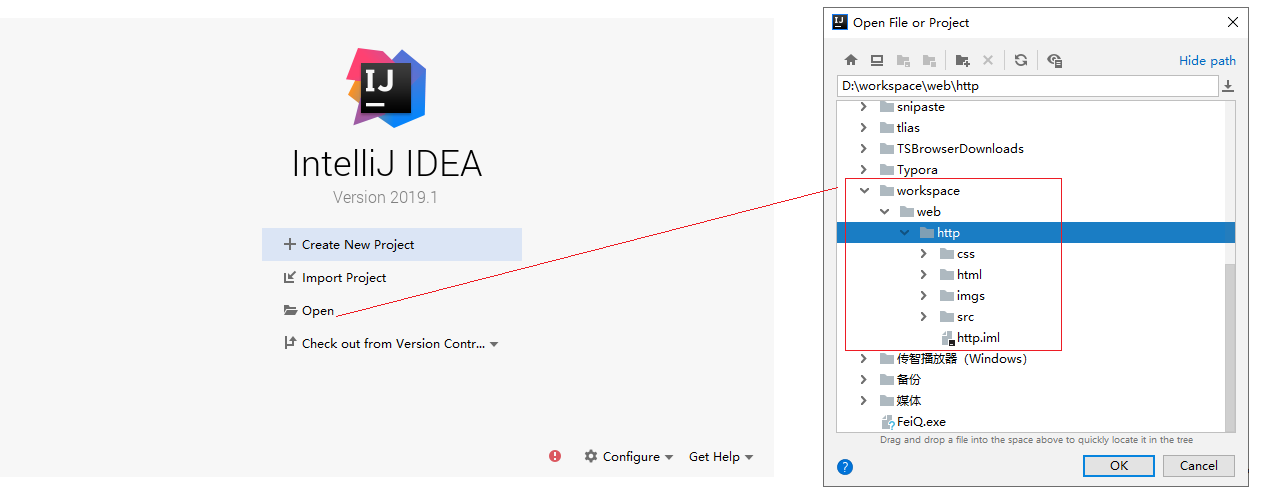 IJ
IntelliJ IDEA
Version 2019.1
Create New Project
Import Project
Open
Check out from Version Contr...
Configure
Get Help
IJ
Open File or Project
Hide path
D:\workspace\web\http
snipaste
tlias
TSBrowserDownloads
Typora
workspace
web
http
css
html
imgs
src
http.iml
传智播放器（Windows）
备份
媒体
FeiQ.exe
Drag and drop a file into the space above to quickly locate it in the tree
?
OK
Cancel